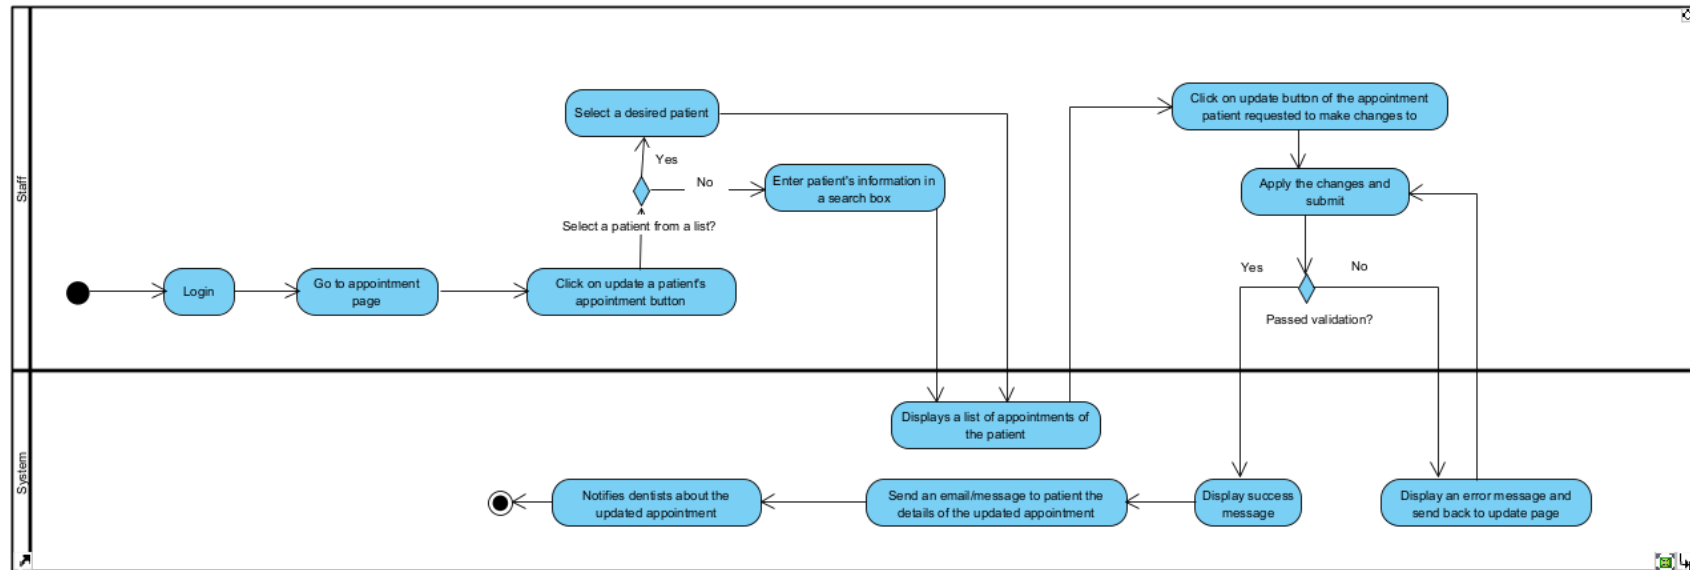 Staff
Select a desired patient
Click on update button of the appointment
patient requested to make changes to
Yes
No
Enter patient's information in
a search box
Apply the changes and
submit
Select a patient from a list?
Login
Go to appointment
page
Click on update a patient's
appointment button
Yes
No
Passed validation?
System
Displays a list of appointments of
the patient
Notifies dentists about the
updated appointment
Send an email/message to patient the
details of the updated appointment
Display success
message
Display an error message and
send back to update page